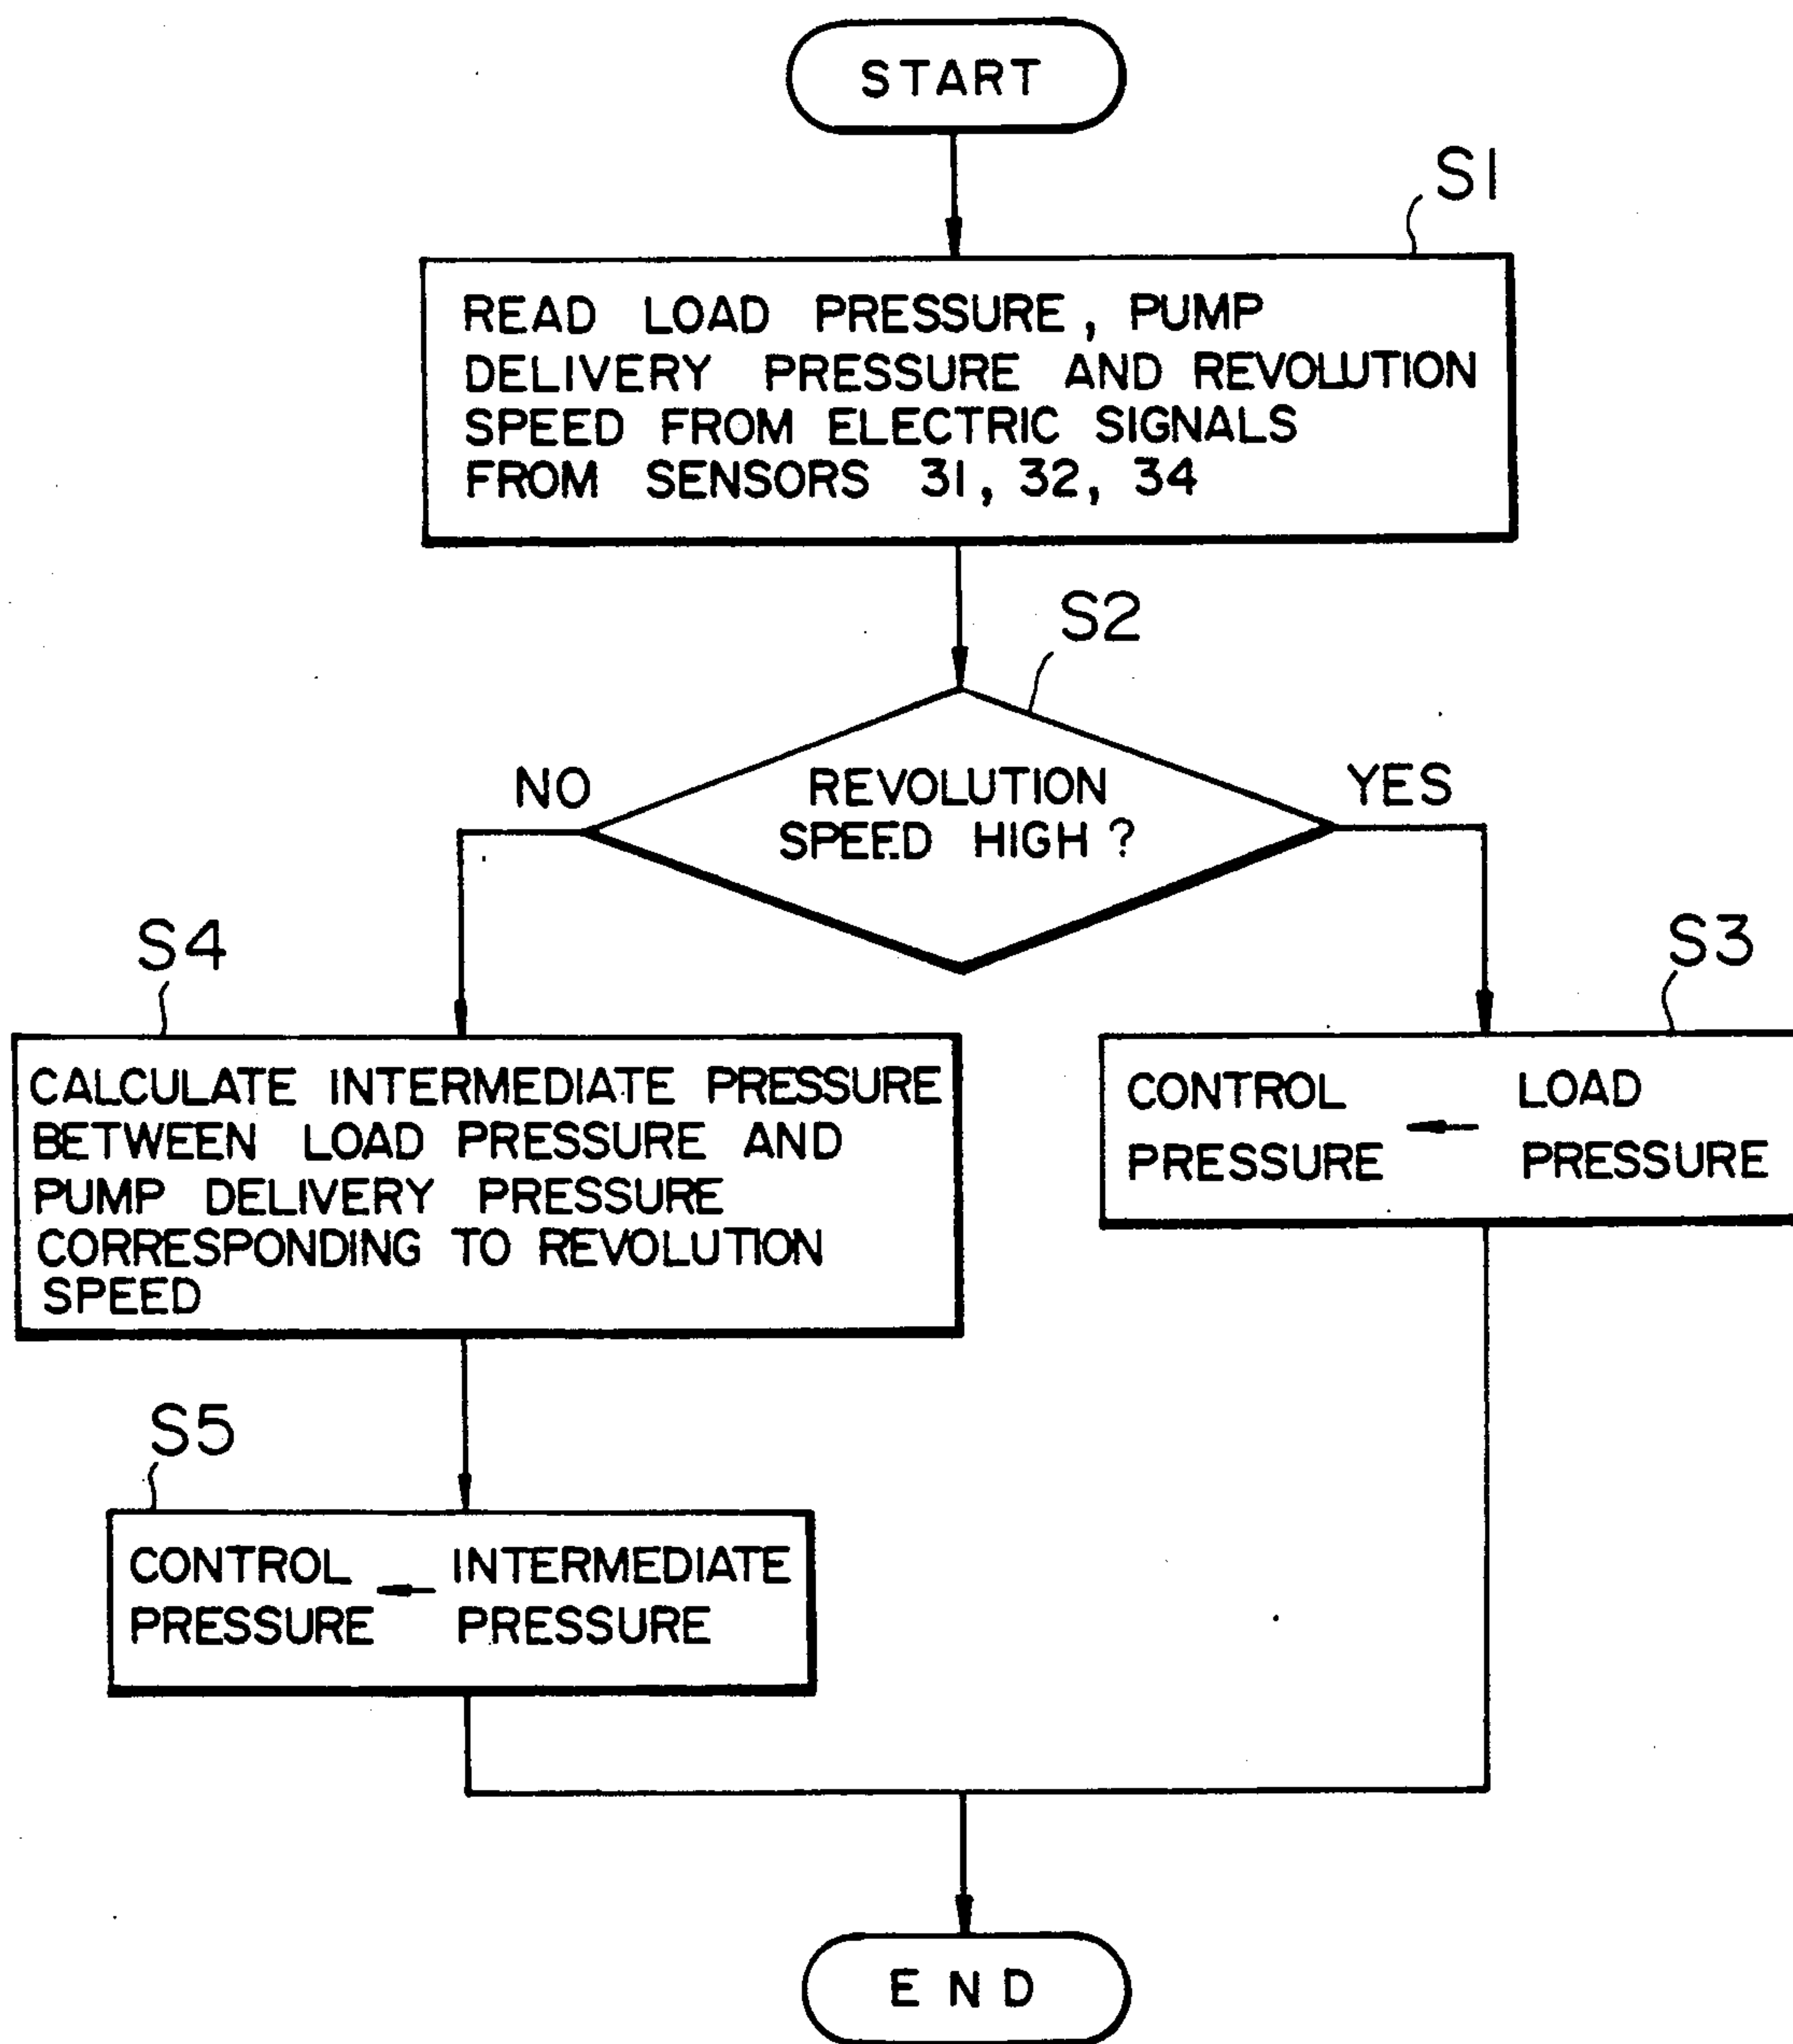 START
S1
READ LOAD PRESSURE, PUMP
DELIVERY PRESSURE AND REVOLUTION
SPEED FROM ELECTRIC SIGNALS
FROM SENSORS 31, 32, 34
S2
NO
REVOLUTION
SPEED HIGH?
YES
S4
CALCULATE INTERMEDIATE PRESSURE
BETWEEN LOAD PRESSURE AND
PUMP DELIVERY PRESSURE
CORRESPONDING TO REVOLUTION
SPEED
S3
CONTROL ← LOAD
PRESSURE PRESSURE
S5
CONTROL ← INTERMEDIATE
PRESSURE PRESSURE
END